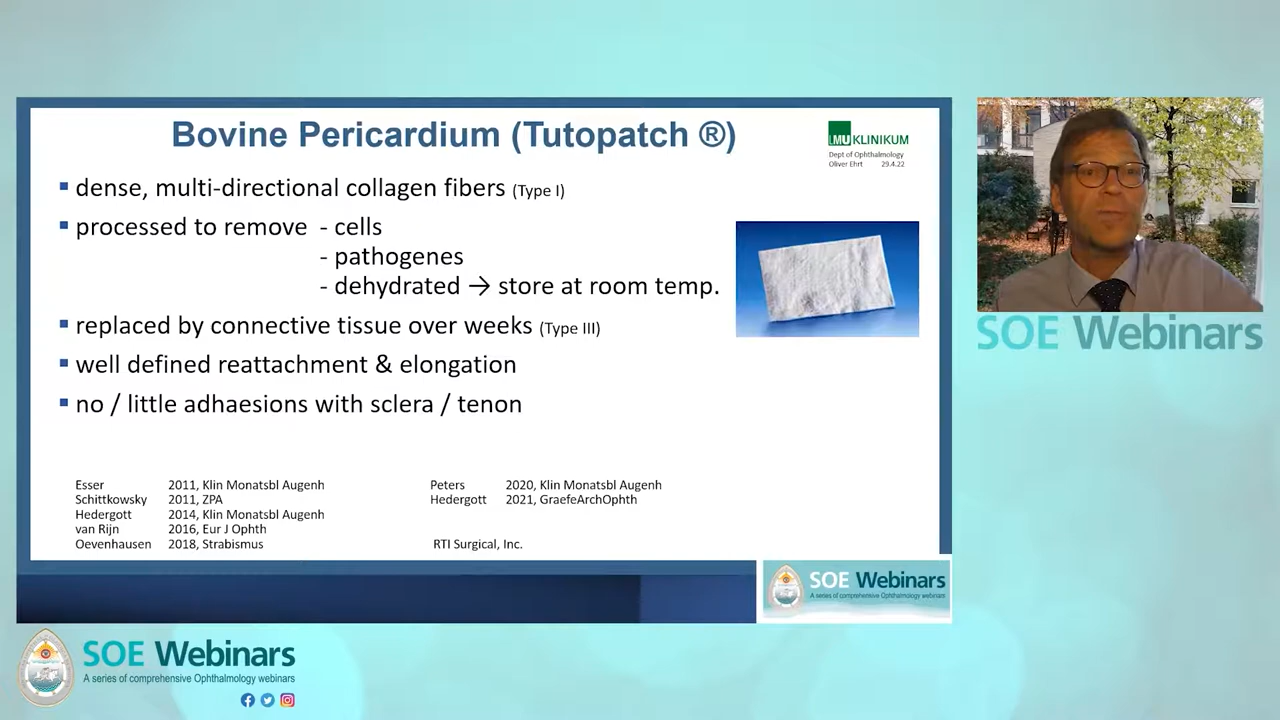 Bovine Pericardium (Tutopatch ®)
LMU KLINIKUM
Dept of Ophthalmology
Oliver Ehrt 29.4.22
▪ dense, multi-directional collagen fibers (Type I)
▪ processed to remove - cells
- pathogenes
- dehydrated → store at room temp.
▪ replaced by connective tissue over weeks (Type III)
▪ well defined reattachment & elongation
▪ no / little adhaesions with sclera / tenon
Esser 2011, Klin Monatsbl Augenh
Schittkowsky 2011, ZPA
Hedergott 2014, Klin Monatsbl Augenh
van Rijn 2016, Eur J Ophth
Oevenhausen 2018, Strabismus
Peters 2020, Klin Monatsbl Augenh
Hedergott 2021, GraefeArchOphth
RTI Surgical, Inc.
SOE Webinars
SOE Webinars
A series of comprehensive Ophthalmology webinars
SOE Webinars
A series of comprehensive Ophthalmology webinars